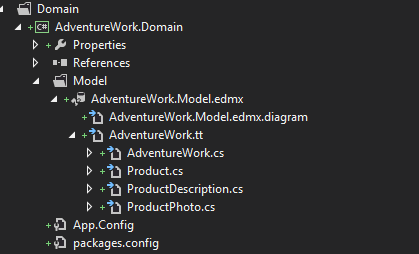 Domain
C# AdventureWork.Domain
Properties
References
Model
AdventureWork.Model.edmx
AdventureWork.Model.edmx.diagram
AdventureWork.tt
AdventureWork.cs
Product.cs
ProductDescription.cs
ProductPhoto.cs
App.Config
packages.config